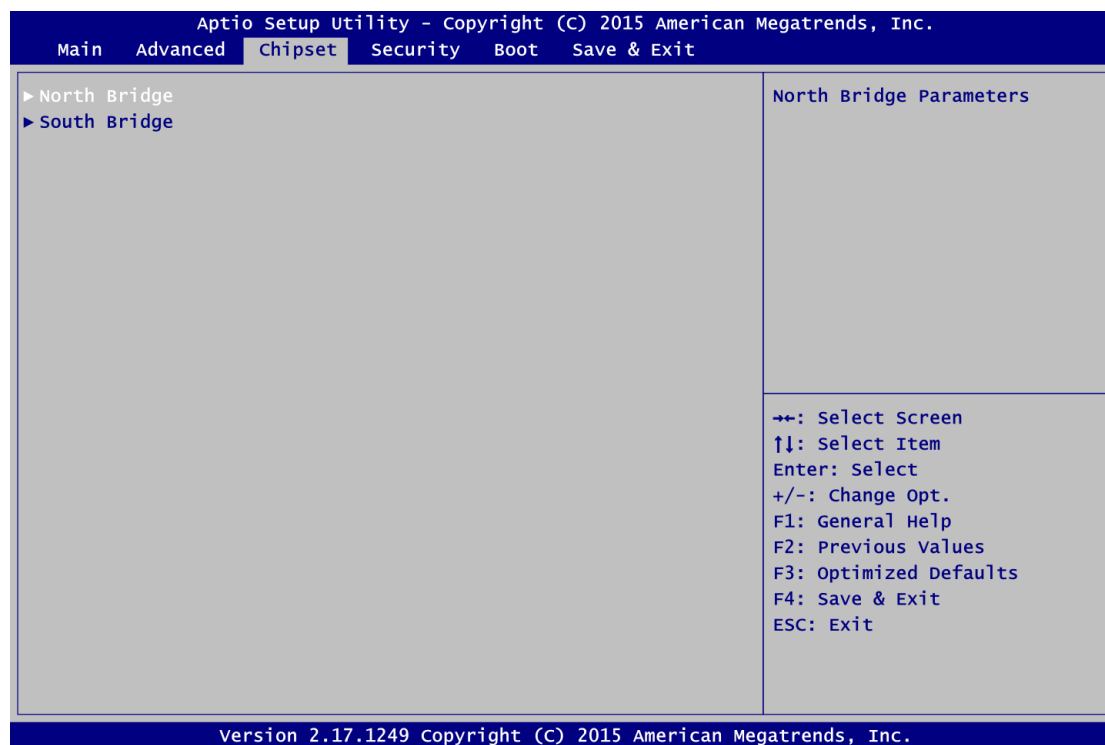 Aptio Setup Utility - Copyright (C) 2015 American Megatrends, Inc.
Main Advanced Chipset Security Boot Save & Exit
►North Bridge
►South Bridge
North Bridge Parameters
→←: Select Screen
↑↓: Select Item
Enter: Select
+/-: Change Opt.
F1: General Help
F2: Previous Values
F3: Optimized Defaults
F4: Save & Exit
ESC: Exit
Version 2.17.1249 Copyright (C) 2015 American Megatrends, Inc.